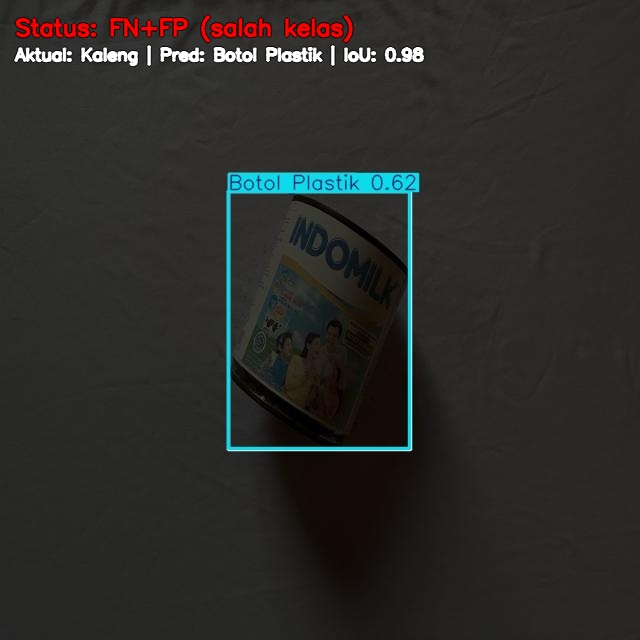 Status: FN+FP (salah kelas)
Aktual: Kaleng | Pred: Botol Plastik | IoU: 0.98
Botol Plastik 0.62
INDOMILK